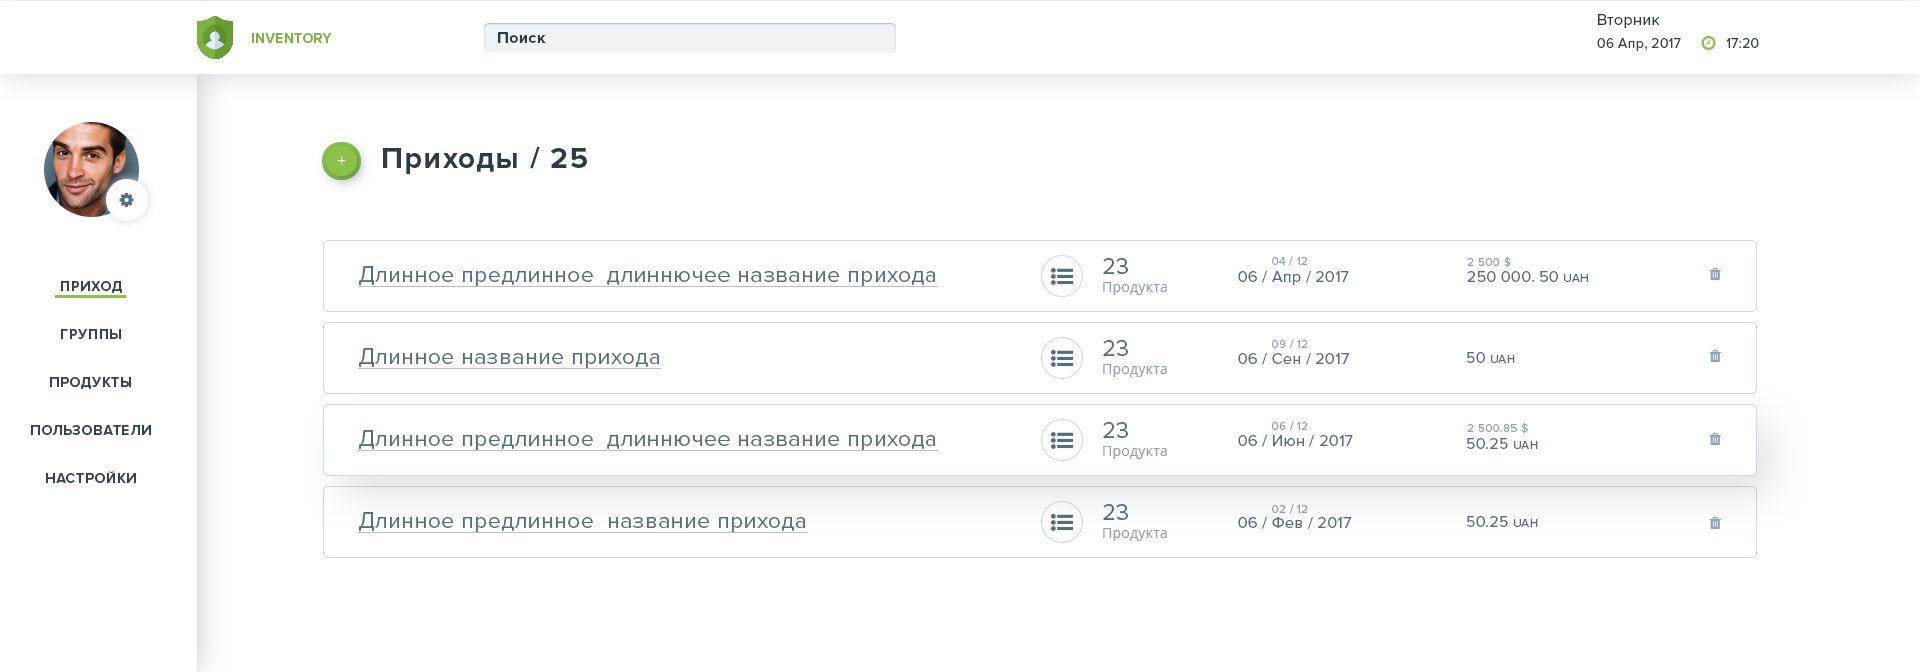 INVENTORY
Поиск
Вторник
06 Апр, 2017 17:20
ПРИХОД
ГРУППЫ
ПРОДУКТЫ
ПОЛЬЗОВАТЕЛИ
НАСТРОЙКИ
+ Приходы / 25
Длинное предлинное длиннючее название прихода
23
Продукта
04 / 12
06 / Апр / 2017
2 500 $
250 000. 50 UAH
Длинное название прихода
23
Продукта
09 / 12
06 / Сен / 2017
50 UAH
Длинное предлинное длиннючее название прихода
23
Продукта
06 / 12
06 / Июн / 2017
2 500.85 $
50.25 UAH
Длинное предлинное название прихода
23
Продукта
02 / 12
06 / Фев / 2017
50.25 UAH